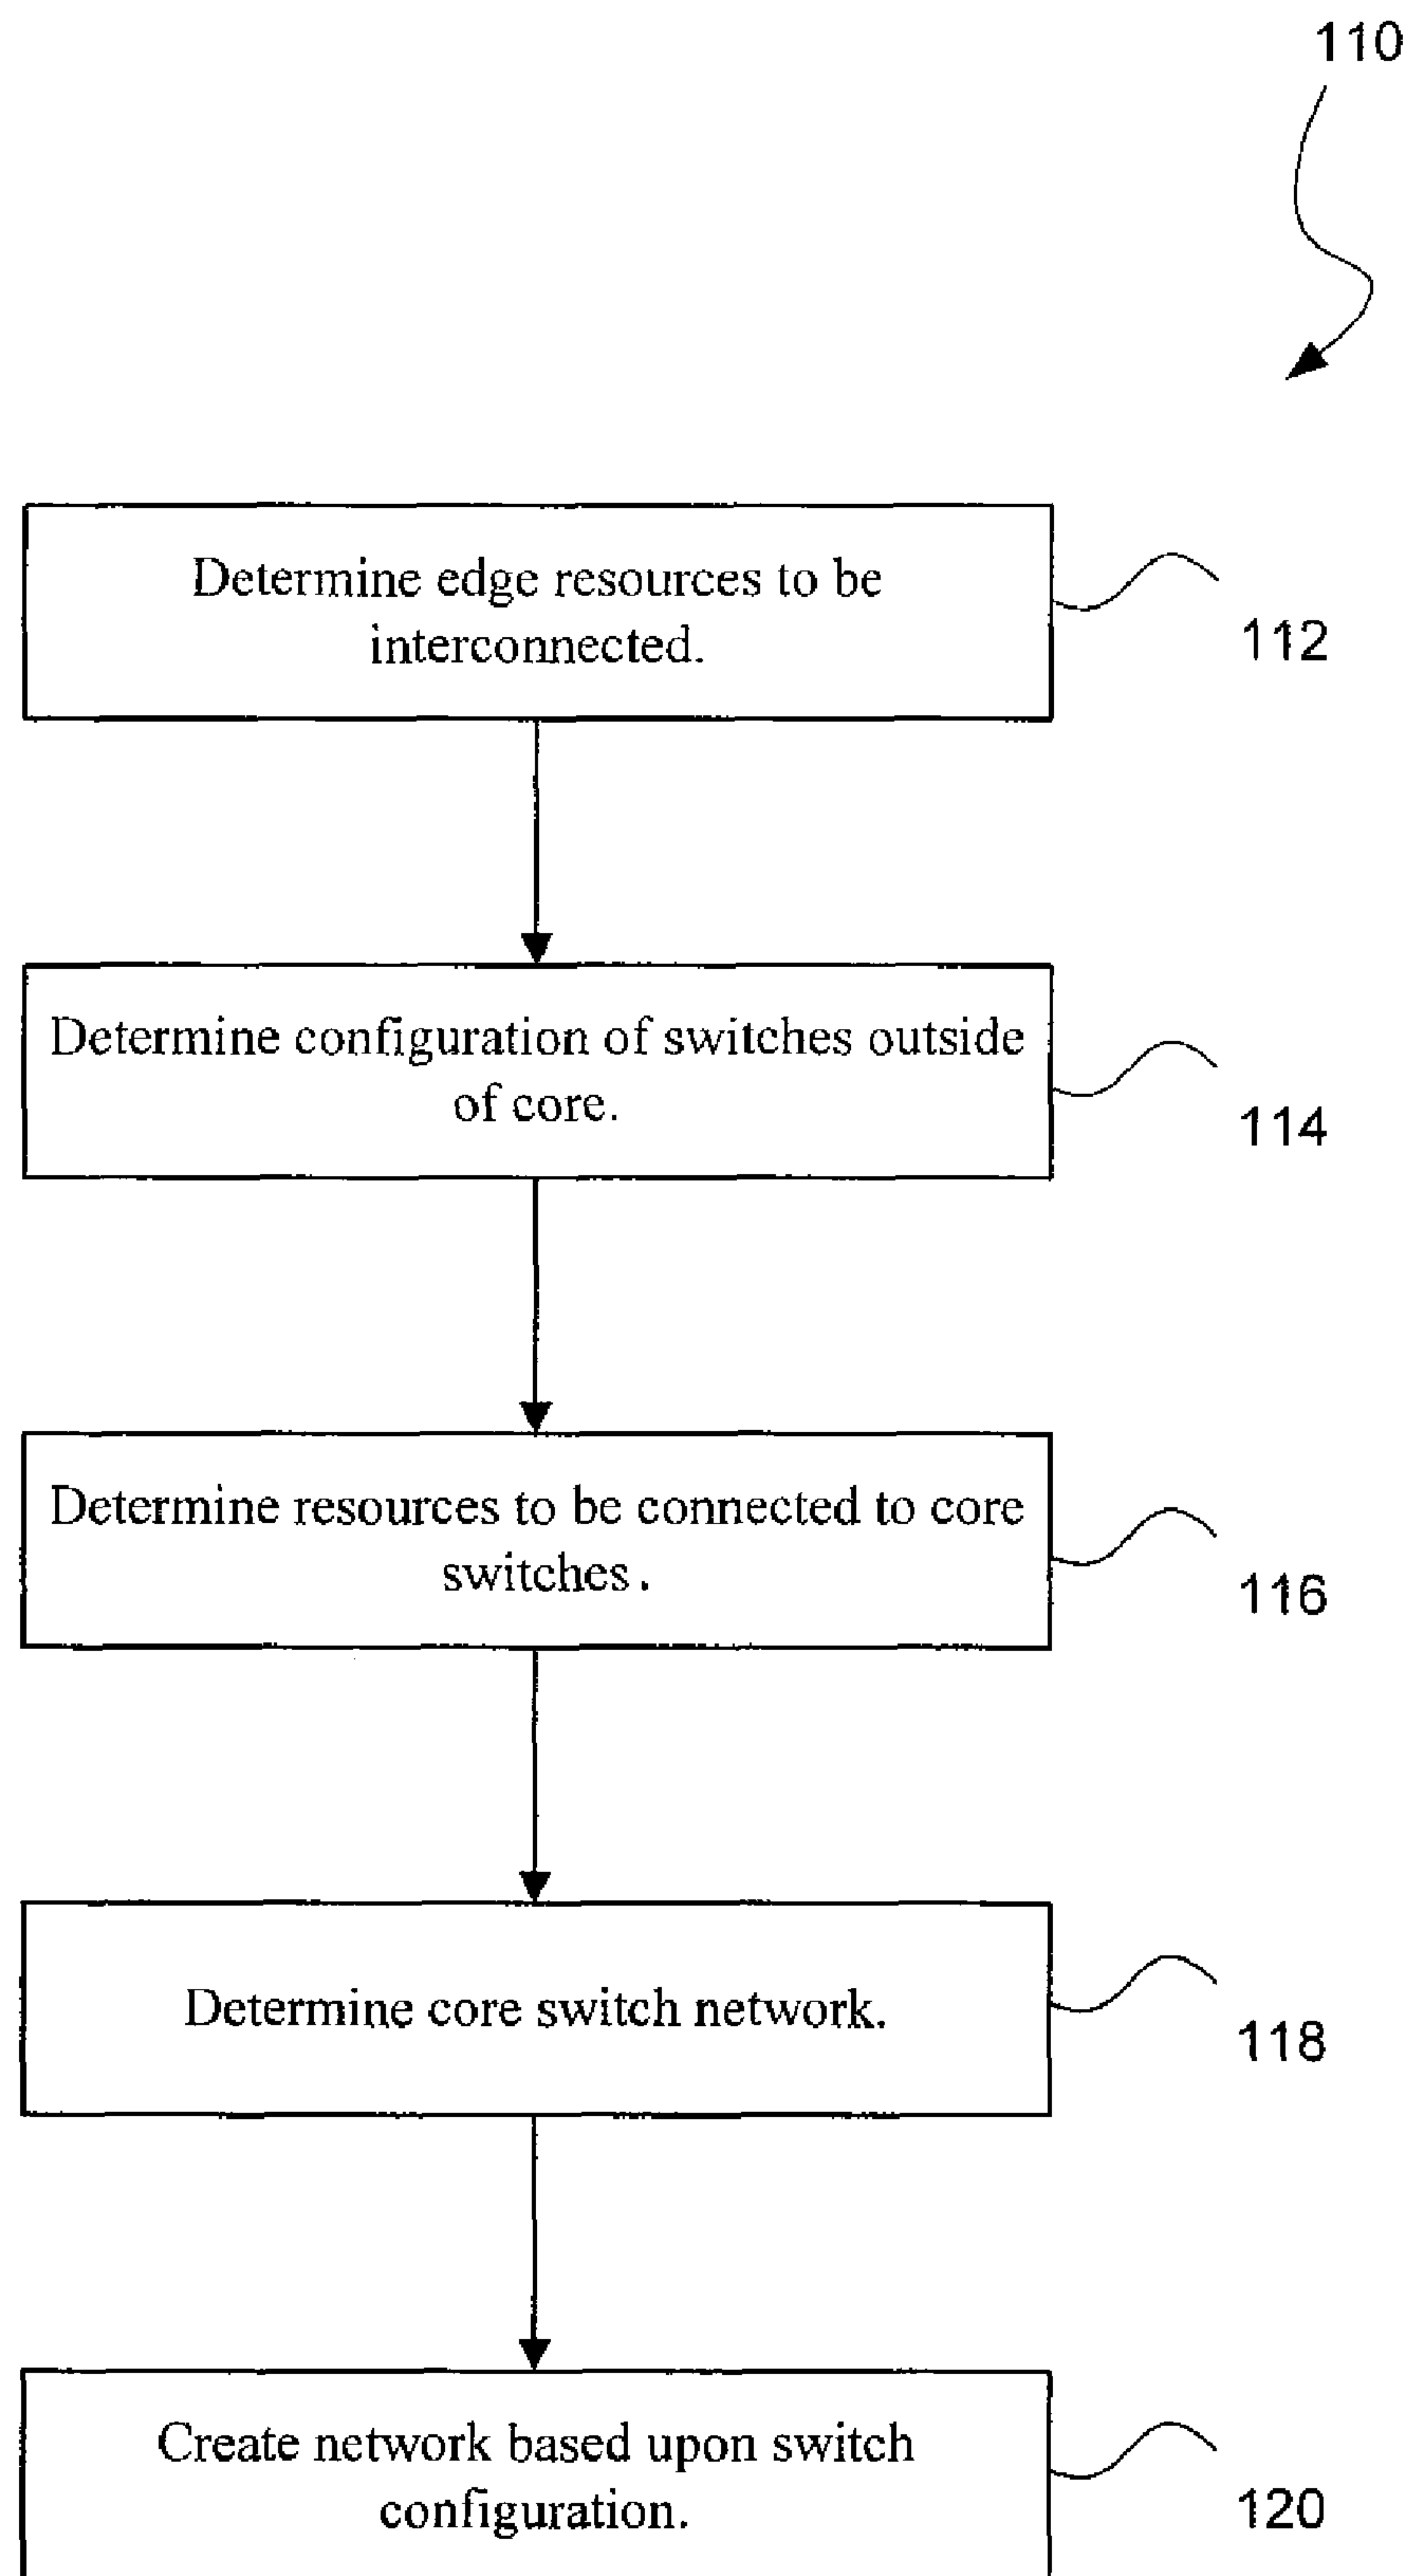 110
Determine edge resources to be
interconnected.
112
Determine configuration of switches outside
of core.
114
Determine resources to be connected to core
switches.
116
Determine core switch network.
118
Create network based upon switch
configuration.
120